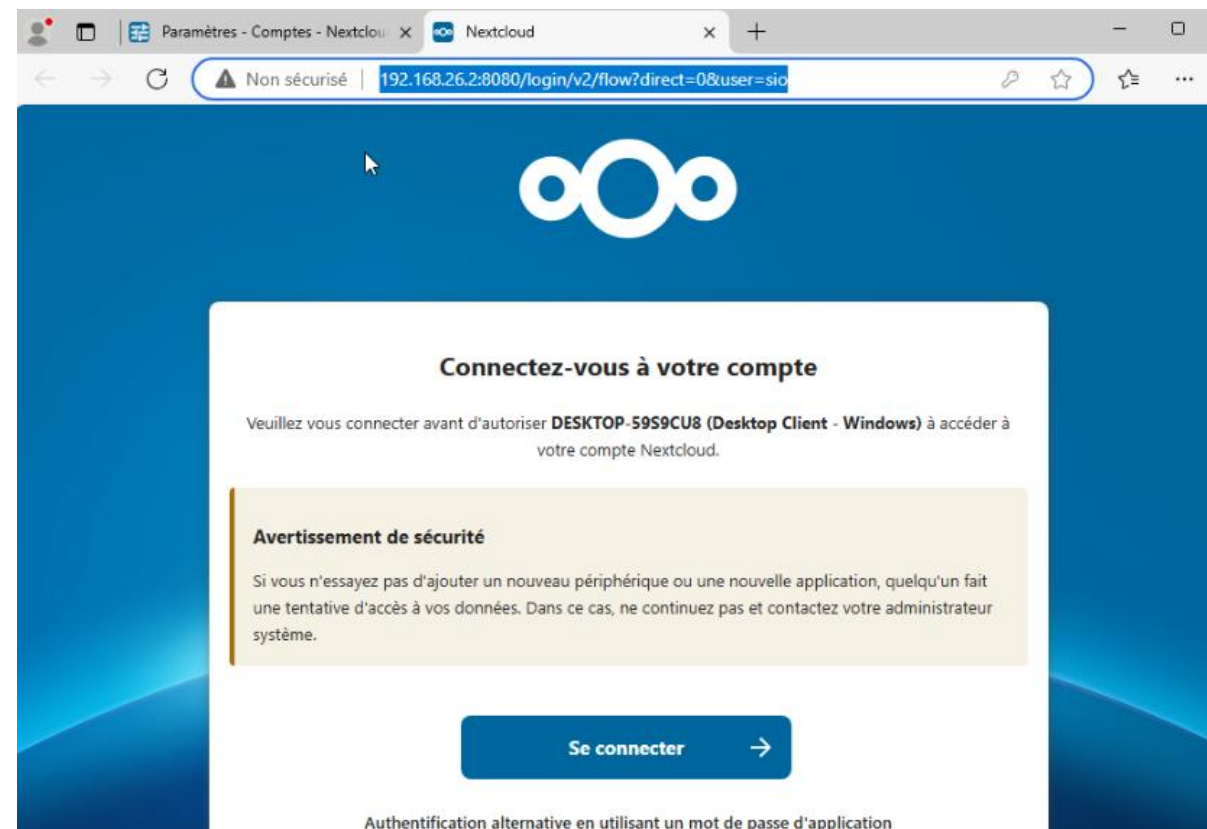 Paramètres - Comptes - Nextclou
Nextcloud
Non sécurisé | 192.168.26.2:8080/login/v2/flow?direct=0&user=sio
Connectez-vous à votre compte
Veuillez vous connecter avant d'autoriser DESKTOP-59S9CU8 (Desktop Client - Windows) à accéder à
votre compte Nextcloud.
Avertissement de sécurité
Si vous n'essayez pas d'ajouter un nouveau périphérique ou une nouvelle application, quelqu'un fait
une tentative d'accès à vos données. Dans ce cas, ne continuez pas et contactez votre administrateur
système.
Se connecter
Authentification alternative en utilisant un mot de passe d'application